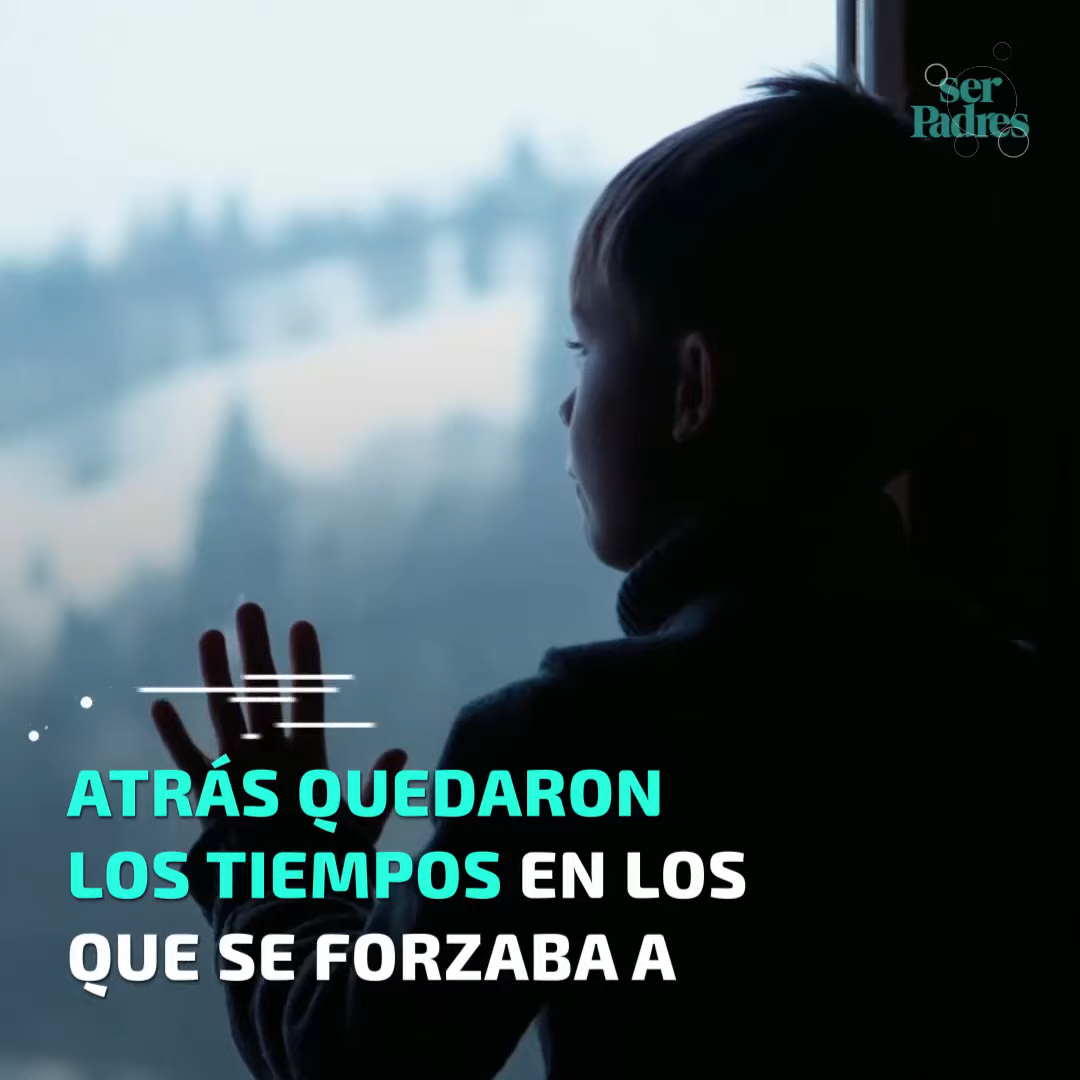 ser
Padres
ATRÁS QUEDARON
LOS TIEMPOS EN LOS
QUE SE FORZABA A